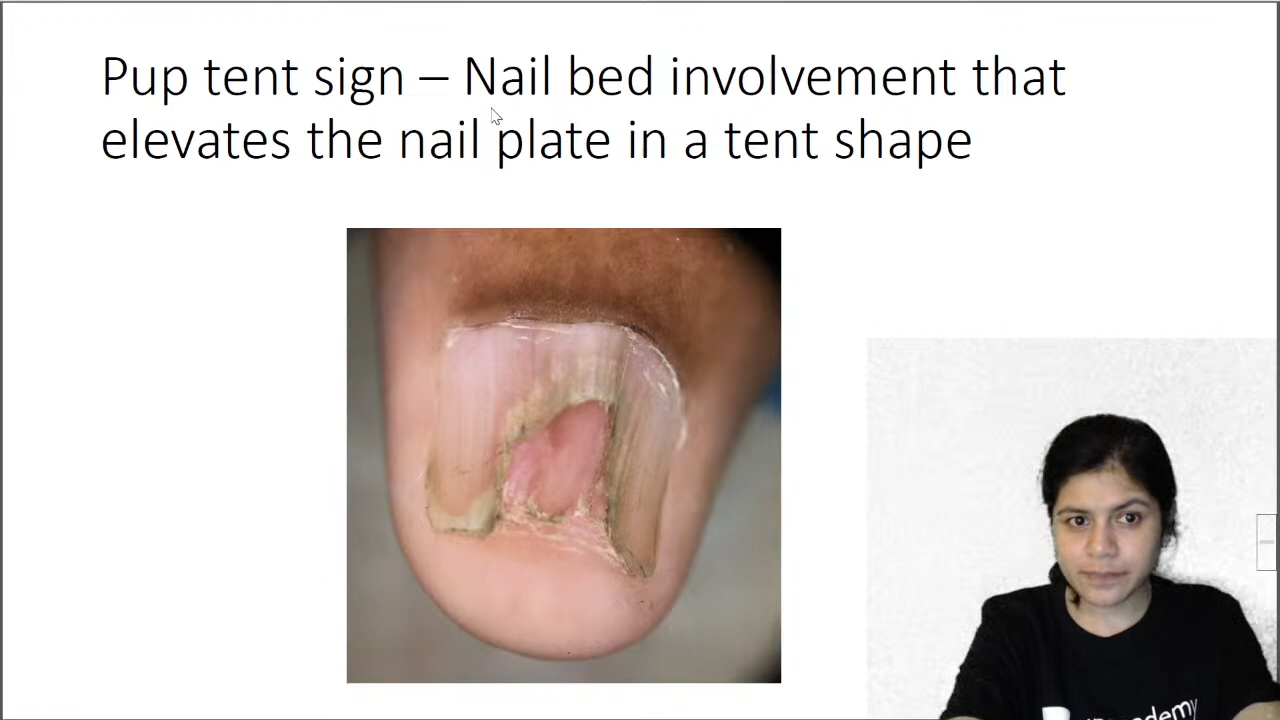 Pup tent sign – Nail bed involvement that
elevates the nail plate in a tent shape